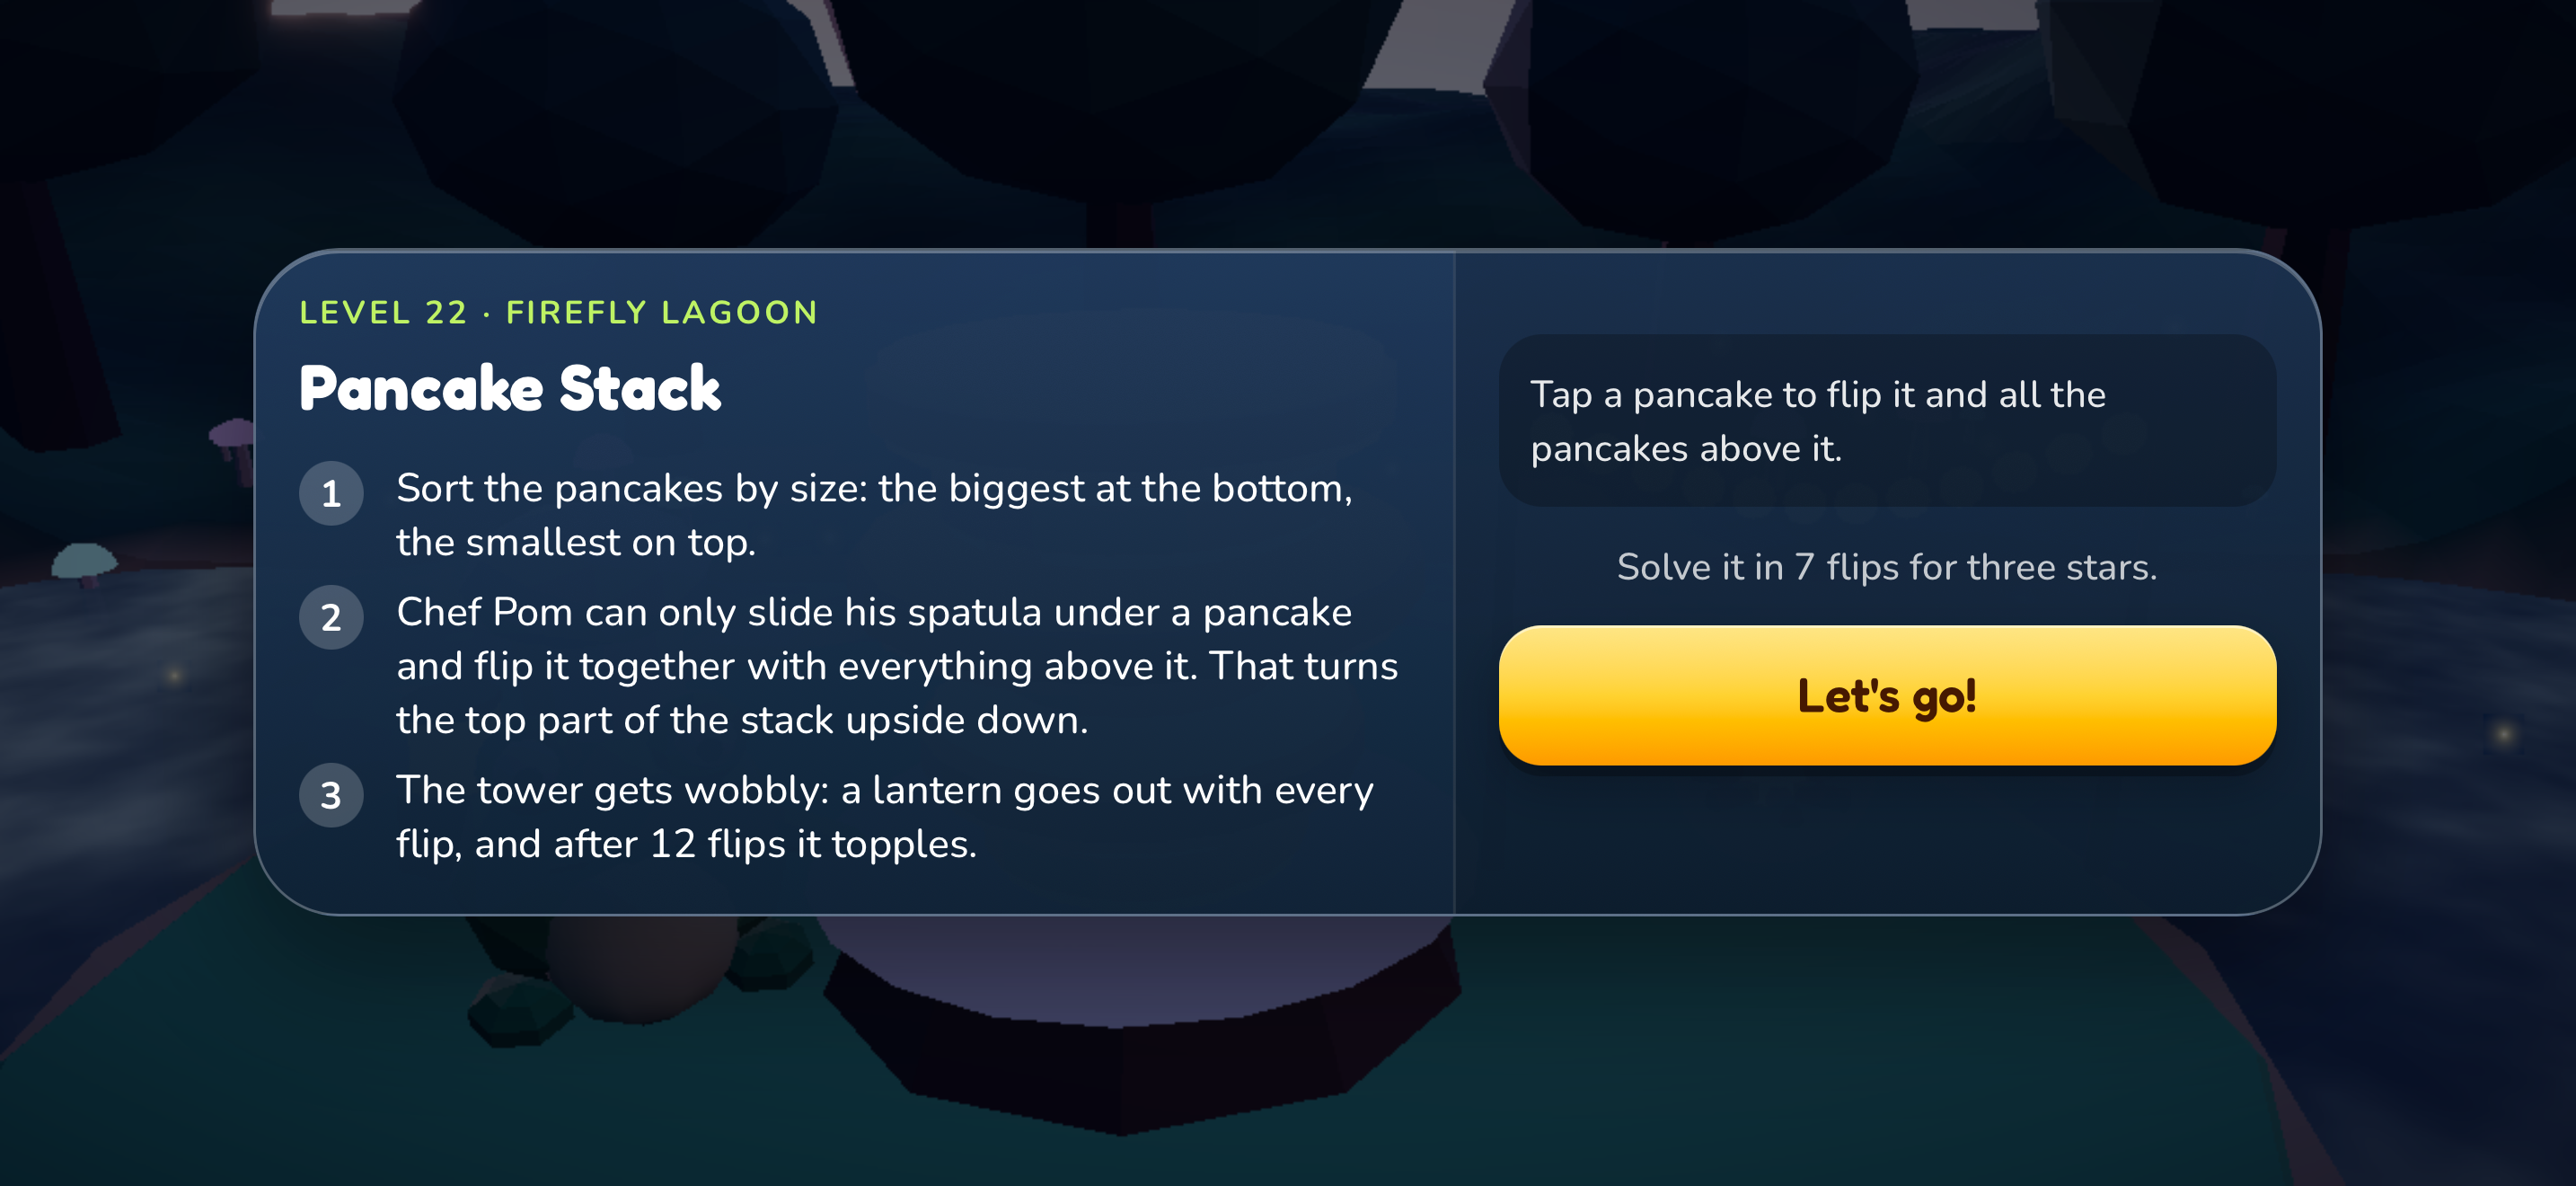 LEVEL 22 · FIREFLY LAGOON
Pancake Stack
1 Sort the pancakes by size: the biggest at the bottom,
the smallest on top.
2 Chef Pom can only slide his spatula under a pancake
and flip it together with everything above it. That turns
the top part of the stack upside down.
3 The tower gets wobbly: a lantern goes out with every
flip, and after 12 flips it topples.
Tap a pancake to flip it and all the
pancakes above it.
Solve it in 7 flips for three stars.
Let's go!